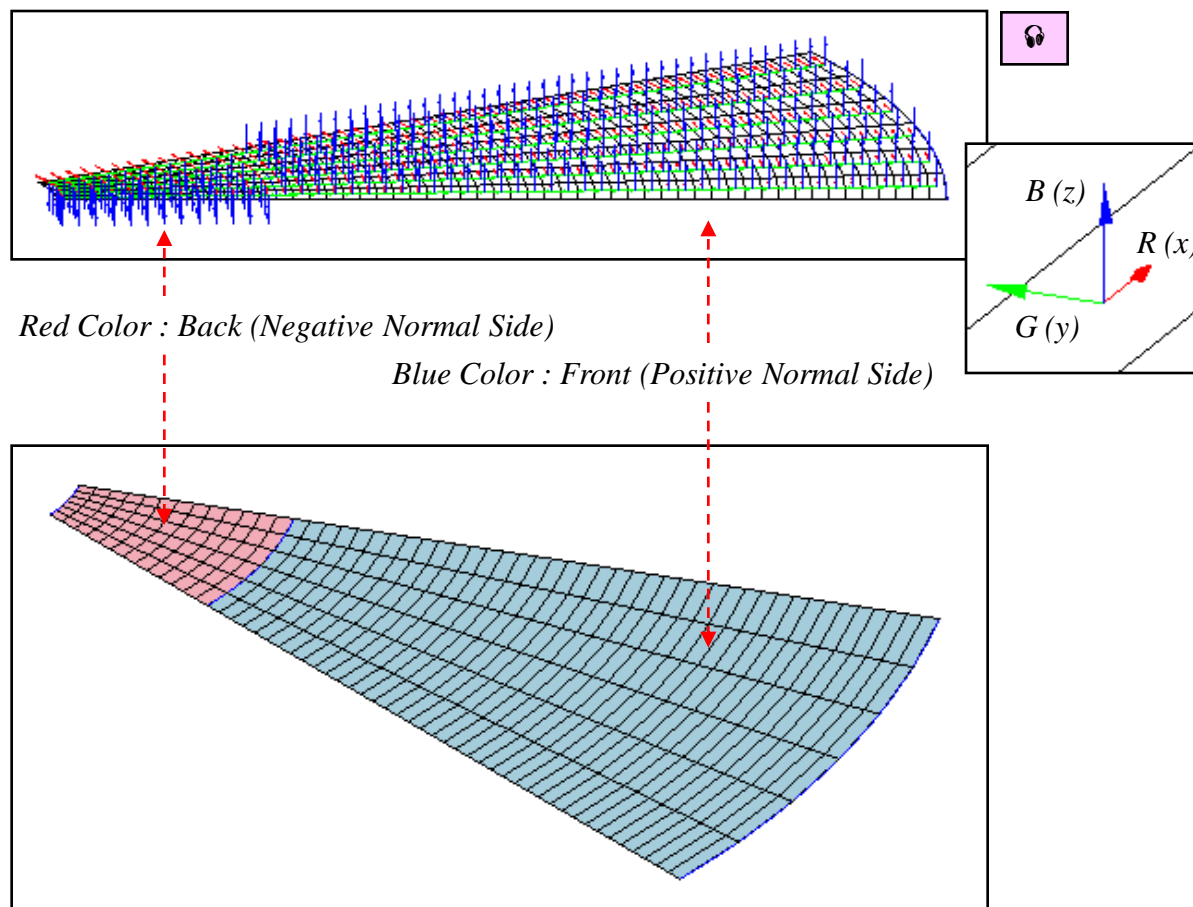 B (z)
R (x)
G (y)
Red Color : Back (Negative Normal Side)
Blue Color : Front (Positive Normal Side)